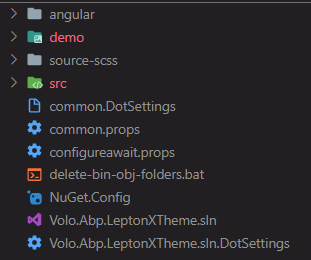 angular
demo
source-scss
src
common.DotSettings
common.props
configureawait.props
delete-bin-obj-folders.bat
NuGet.Config
Volo.Abp.LeptonXTheme.sln
Volo.Abp.LeptonXTheme.sln.DotSettings